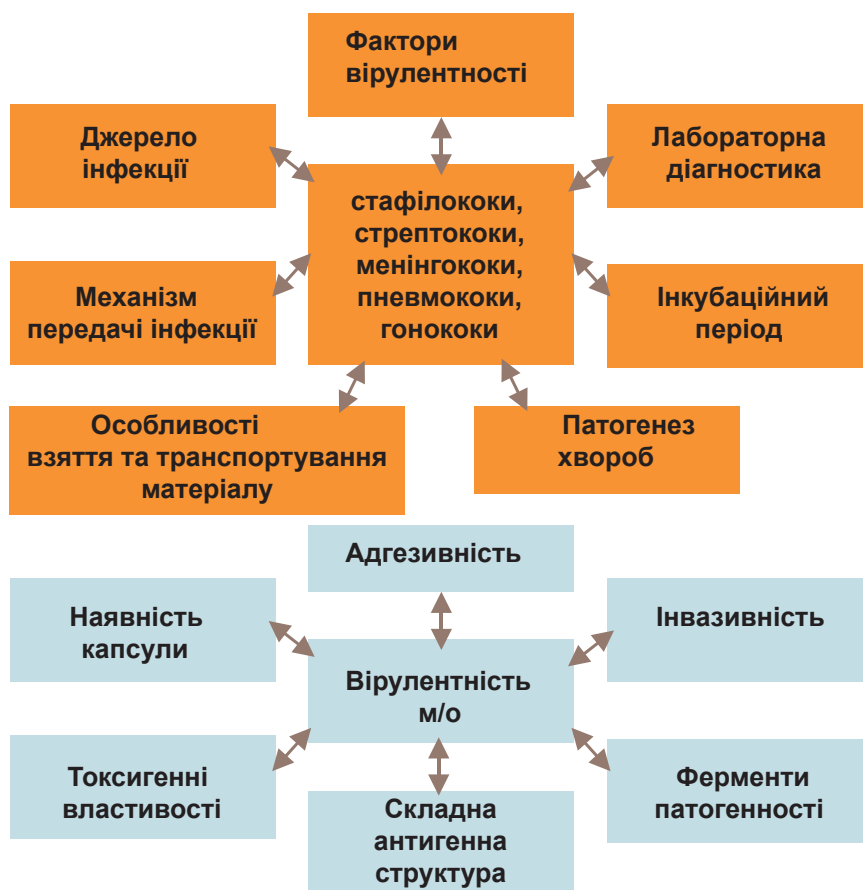 Фактори
вірулентності
Джерело
інфекції
Лабораторна
діагностика
стафілококи,
стрептококи,
менінгококи,
пневмококи,
гонококи
Механізм
передачі інфекції
Інкубаційний
період
Особливості
взяття та транспортування
матеріалу
Патогенез
хвороб
Адгезивність
Наявність
капсули
Інвазивність
Вірулентність
м/о
Токсигенні
властивості
Ферменти
патогенності
Складна
антигенна
структура